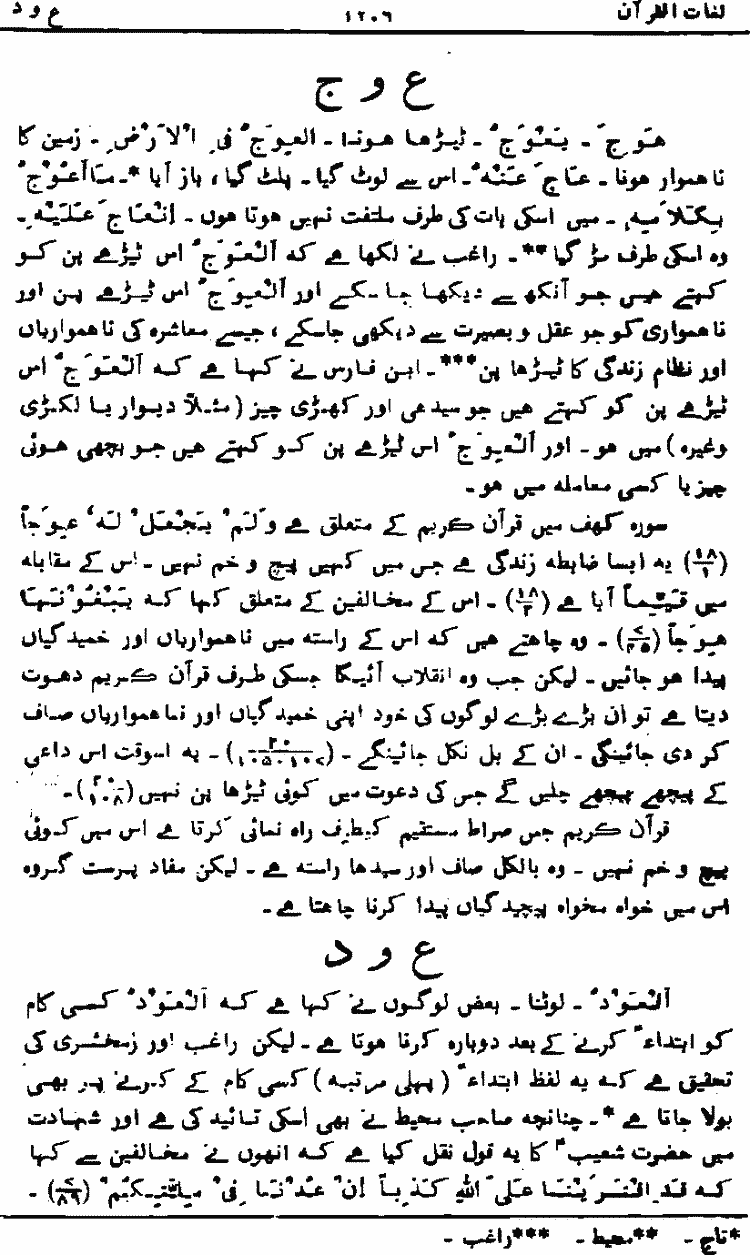 لغات القرآن ۱۲۰۶ ع و د
ع و ج
عَوِجَ ۔ یَعْوَجُ ۔ ٹیڑھا ہونا ۔ العِوَجُ فِی الْاَرْضِ ۔ زمین کا
ناہموار ہونا ۔ عَاجَ عَنْهُ ۔ اس سے لوٹ گیا ۔ پلٹ گیا ، باز آیا *۔ مَا اَعُوْجُ
بِکَلَامِهٖ ۔ میں اسکی بات کی طرف ملتفت نہیں ہوتا ہوں ۔ اِنْعَاجَ عَلَیْهِ ۔
وہ اسکی طرف مڑ گیا ** ۔ راغب نے لکھا ہے کہ اَلْعَوَجُ اس ٹیڑھے پن کو
کہتے ہیں جو آنکھ سے دیکھا جا سکے اور اَلْعِوَجُ اس ٹیڑھے پن اور
ناہمواری کو جو عقل و بصیرت سے دیکھی جاسکے ، جیسے معاشرہ کی ناہمواریاں
اور نظام زندگی کا ٹیڑھا پن *** ۔ ابن فارس نے کہا ہے کہ اَلْعَوَجُ اس
ٹیڑھے پن کو کہتے ہیں جو سیدھی اور کھڑی چیز ( مثلاً دیوار یا لکڑی
وغیرہ ) میں ہو ۔ اور اَلْعِوَجُ اس ٹیڑھے پن کو کہتے ہیں جو بچھی ہوئی
چیز یا کسی معاملہ میں ہو ۔
سورہ کہف میں قرآن کریم کے متعلق ہے وَ لَمْ یَجْعَلْ لَهٗ عِوَجاً
(۱۸/۱) یہ ایسا ضابطہ زندگی ہے جس میں کہیں پیچ و خم نہیں ۔ اس کے مقابلہ
میں قَیِّماً آیا ہے (۱۸/۲) ۔ اس کے مخالفین کے متعلق کہا کہ یَبْغُوْنَهَا
عِوَجاً (۷/۴۵) ۔ وہ چاہتے ہیں کہ اس کے راستہ میں ناہمواریاں اور خمیدگیاں
پیدا ہو جائیں ۔ لیکن جب وہ انقلاب آئیگا جسکی طرف قرآن کریم دعوت
دیتا ہے تو ان بڑے بڑے لوگوں کی خود اپنی خمیدگیاں اور ناہمواریاں صاف
کر دی جائینگی ۔ ان کے بل نکل جائینگے ۔ (۲۰/۱۰۵۔۱۰۷) ۔ یہ اسوقت اس داعی
کے پیچھے پیچھے چلیں گے جس کی دعوت میں کوئی ٹیڑھا پن نہیں (۲۰/۱۰۸) ۔
قرآن کریم جس صراط مستقیم کیطرف راہ نمائی کرتا ہے اس میں کوئی
پیچ و خم نہیں ۔ وہ بالکل صاف اور سیدھا راستہ ہے ۔ لیکن مفاد پرست گروہ
اس میں خواہ مخواہ پیچیدگیاں پیدا کرنا چاہتا ہے ۔
ع و د
اَلْعَوْدُ ۔ لوٹنا ۔ بعض لوگوں نے کہا ہے کہ اَلْعَوْدُ کسی کام
کو ابتداءً کرنے کے بعد دوبارہ کرنا ہوتا ہے ۔ لیکن راغب اور زمخشری کی
تحقیق ہے کہ یہ لفظ ابتداءً ( پہلی مرتبہ ) کسی کام کے کرنے پر بھی
بولا جاتا ہے * ۔ چنانچہ صاحب محیط نے بھی اسکی تائید کی ہے اور شہادت
میں حضرت شعیبؑ کا یہ قول نقل کیا ہے کہ انھوں نے مخالفین سے کہا
کہ قَدِ افْتَرَیْنَا عَلَی اللهِ کَذِباً اِنْ عُدْنَا فِیْ مِلَّتِکُمْ (۷/۸۹) ۔
*تاج ۔ **محیط ۔ ***راغب ۔